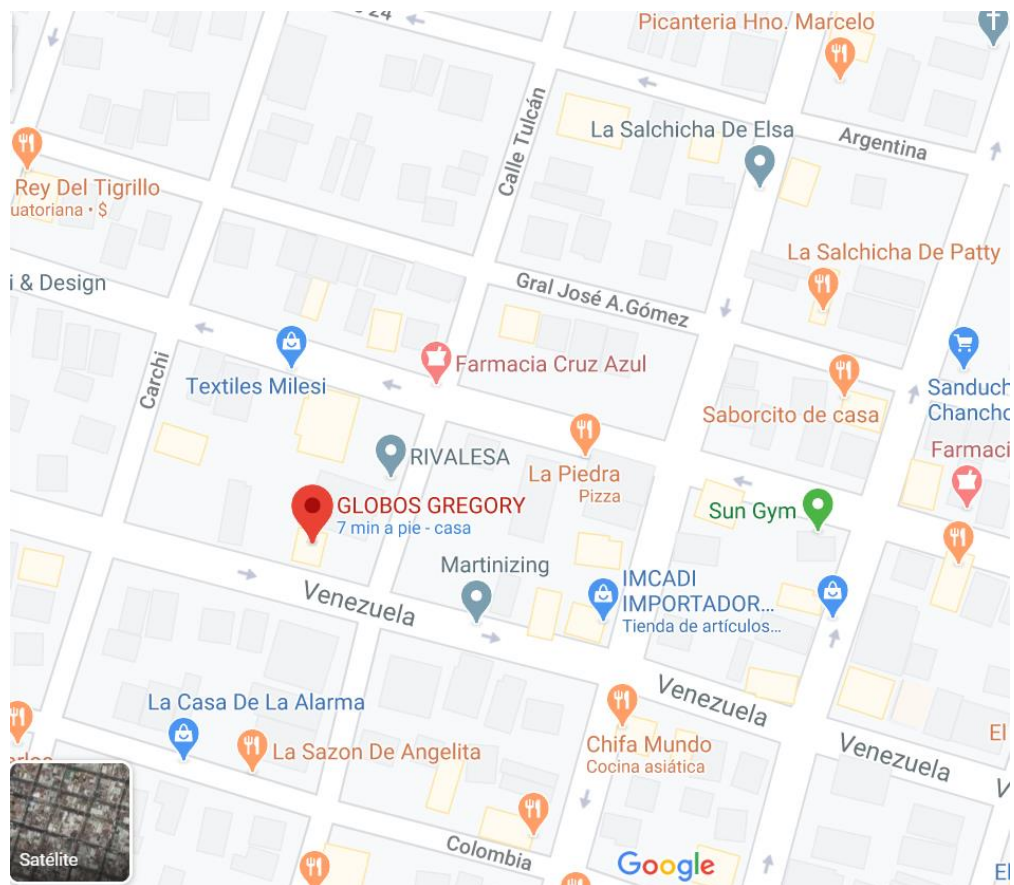 24
Picanteria Hno. Marcelo
La Salchicha De Elsa
Argentina
Calle Tulcán
Rey Del Tigrillo
uatoriana • $
La Salchicha De Patty
i & Design
Gral José A.Gómez
Carchi
Textiles Milesi
Farmacia Cruz Azul
Sanduch
Chancho
Saborcito de casa
RIVALESA
La Piedra
Pizza
Farmaci
GLOBOS GREGORY
7 min a pie - casa
Sun Gym
Martinizing
IMCADI
IMPORTADOR...
Tienda de artículos...
Venezuela
Venezuela
La Casa De La Alarma
La Sazon De Angelita
Chifa Mundo
Cocina asiática
El
Venezuela
V
Satélite
Colombia
Google
El